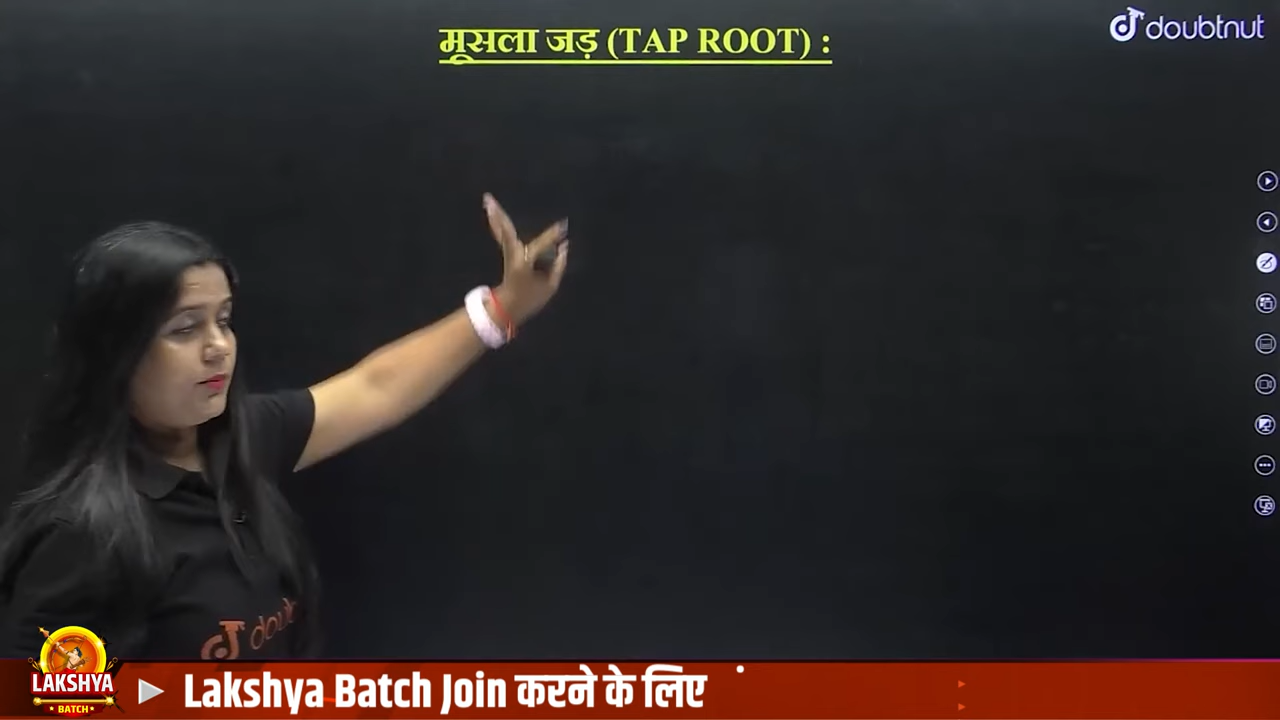 मूसला जड़ (TAP ROOT) :
doubtnut
LAKSHYA
BATCH
Lakshya Batch Join करने के लिए